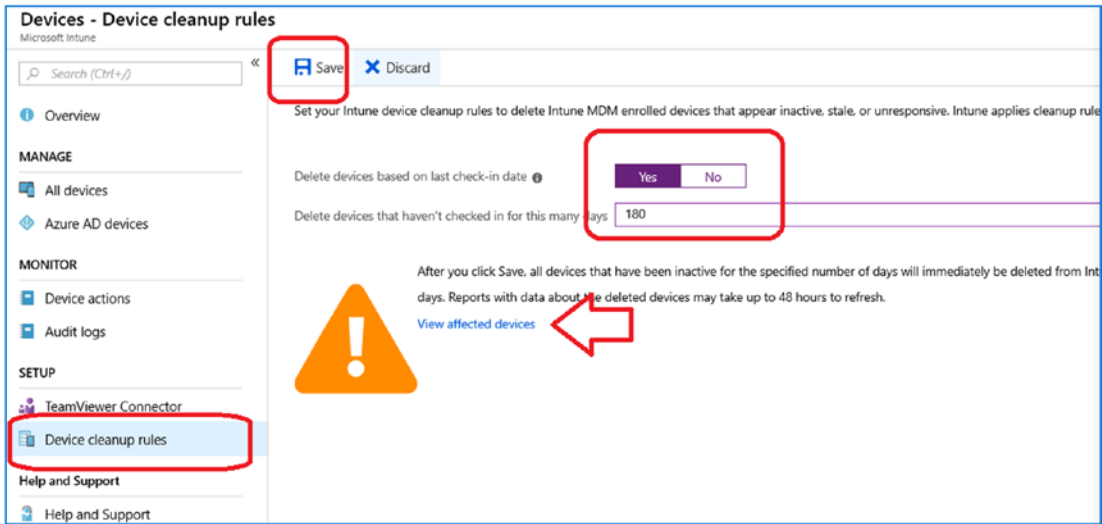 Devices - Device cleanup rules
Microsoft Intune
Search (Ctrl+/)
«
Overview
MANAGE
All devices
Azure AD devices
MONITOR
Device actions
Audit logs
SETUP
TeamViewer Connector
Device cleanup rules
Help and Support
Help and Support
Save
Discard
Set your Intune device cleanup rules to delete Intune MDM enrolled devices that appear inactive, stale, or unresponsive. Intune applies cleanup rule
Delete devices based on last check-in date
Yes No
Delete devices that haven't checked in for this many days 180
After you click Save, all devices that have been inactive for the specified number of days will immediately be deleted from Int
days. Reports with data about the deleted devices may take up to 48 hours to refresh.
View affected devices